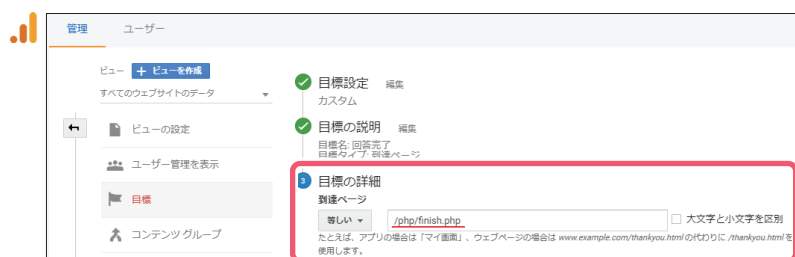 管理 ユーザー
ビュー + ビューを作成
すべてのウェブサイトのデータ
ビューの設定
ユーザー管理を表示
目標
コンテンツ グループ
目標設定 編集
カスタム
目標の説明 編集
目標名: 回答完了
目標タイプ: 到達ページ
3 目標の詳細
到達ページ
等しい /php/finish.php 大文字と小文字を区別
たとえば、アプリの場合は「マイ画面」、ウェブページの場合は www.example.com/thankyou.html の代わりに /thankyou.html を
使用します。